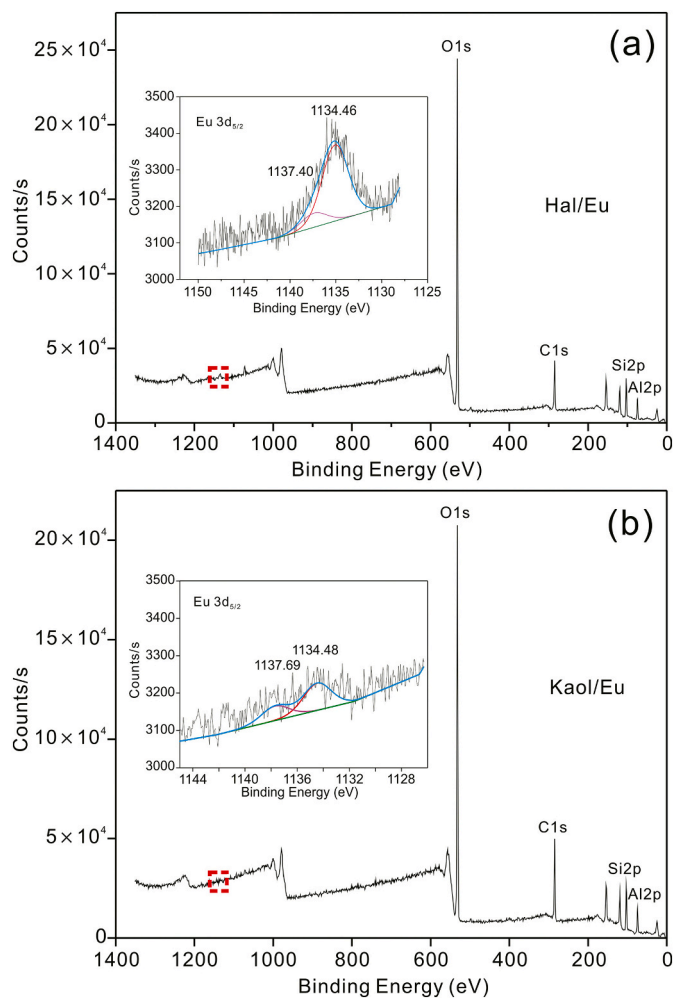 (a)
O1s
25×10⁴
20×10⁴
15×10⁴
10×10⁴
5×10⁴
0
Counts/s
Hal/Eu
C1s
Si2p
Al2p
1400 1200 1000 800 600 400 200 0
Binding Energy (eV)
Eu 3d5/2
1134.46
1137.40
3500
3400
3300
3200
3100
3000
Counts/s
1150 1145 1140 1135 1130 1125
Binding Energy (eV)
(b)
O1s
20×10⁴
15×10⁴
10×10⁴
5×10⁴
0
Counts/s
Kaol/Eu
C1s
Si2p
Al2p
1400 1200 1000 800 600 400 200 0
Binding Energy (eV)
Eu 3d5/2
1134.48
1137.69
3500
3400
3300
3200
3100
3000
Counts/s
1144 1140 1136 1132 1128
Binding Energy (eV)